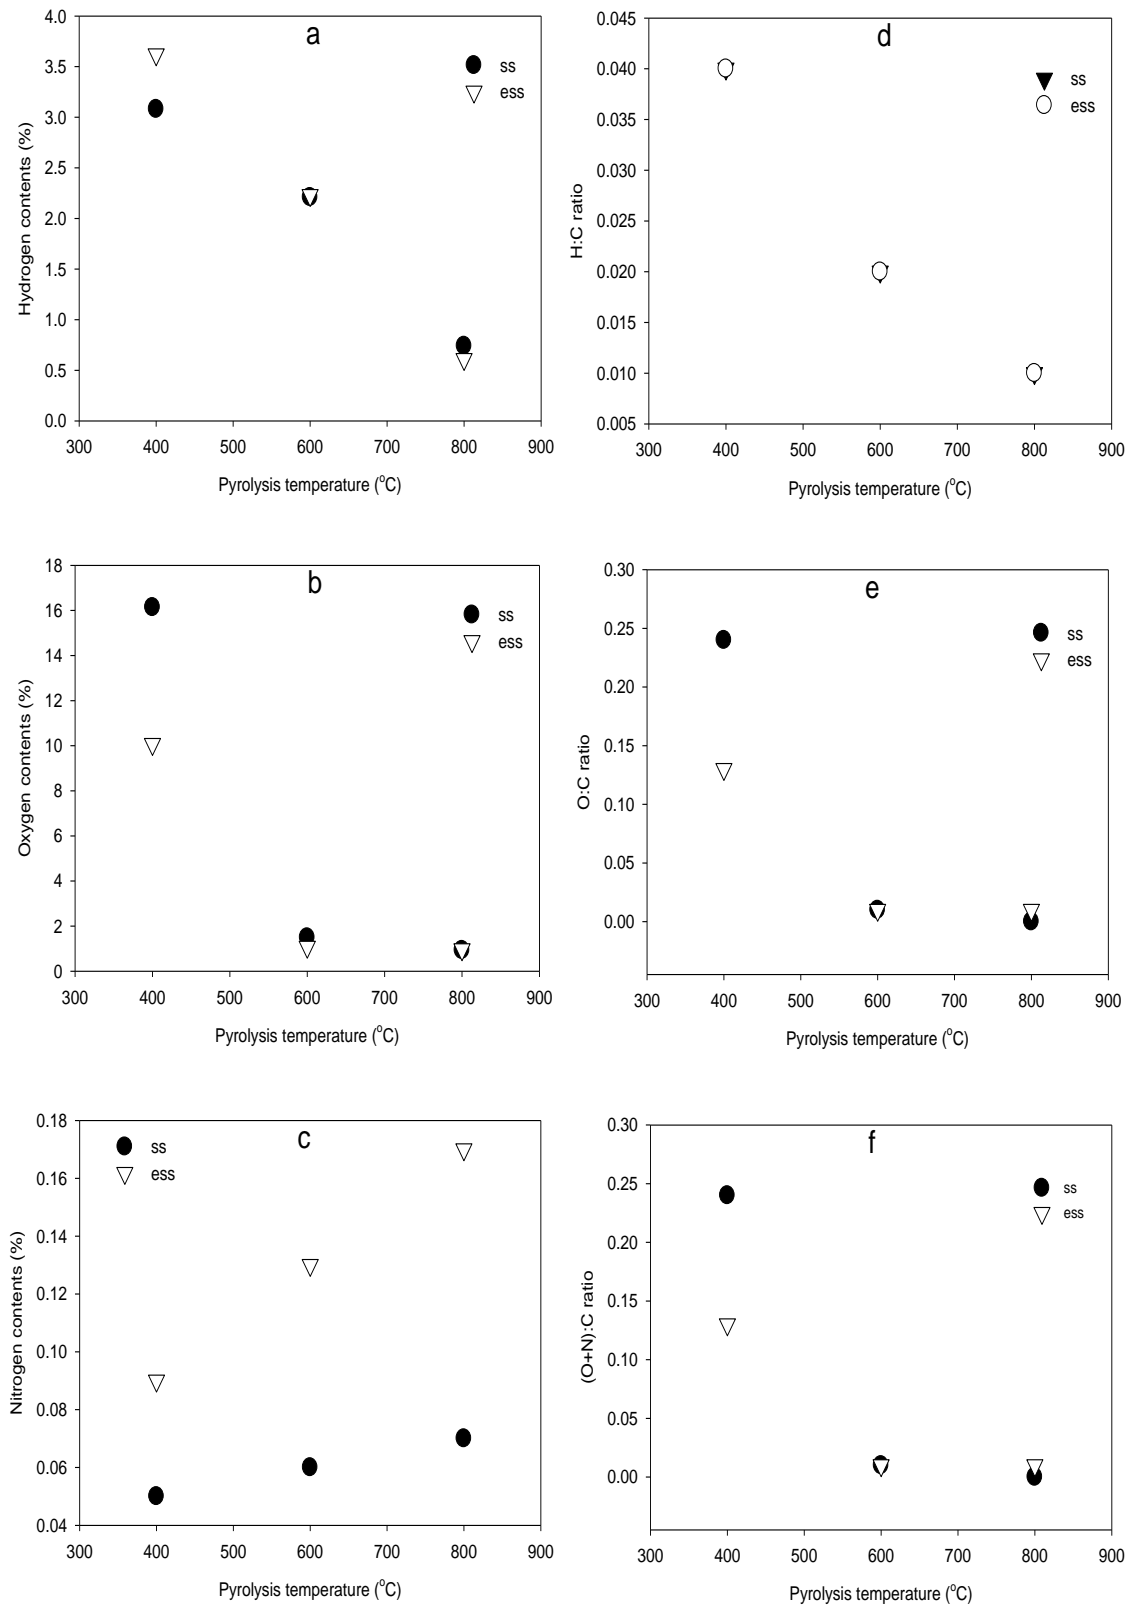 a
4.0
3.5
3.0
2.5
2.0
1.5
1.0
0.5
0.0
Hydrogen contents (%)
ss
ess
300 400 500 600 700 800 900
Pyrolysis temperature (°C)
d
0.045
0.040
0.035
0.030
0.025
0.020
0.015
0.010
0.005
H:C ratio
ss
ess
300 400 500 600 700 800 900
Pyrolysis temperature (°C)
b
18
16
14
12
10
8
6
4
2
0
Oxygen contents (%)
ss
ess
300 400 500 600 700 800 900
Pyrolysis temperature (°C)
e
0.30
0.25
0.20
0.15
0.10
0.05
0.00
O:C ratio
ss
ess
300 400 500 600 700 800 900
Pyrolysis temperature (°C)
c
0.18
0.16
0.14
0.12
0.10
0.08
0.06
0.04
Nitrogen contents (%)
ss
ess
300 400 500 600 700 800 900
Pyrolysis temperature (°C)
f
0.30
0.25
0.20
0.15
0.10
0.05
0.00
(O+N):C ratio
ss
ess
300 400 500 600 700 800 900
Pyrolysis temperature (°C)